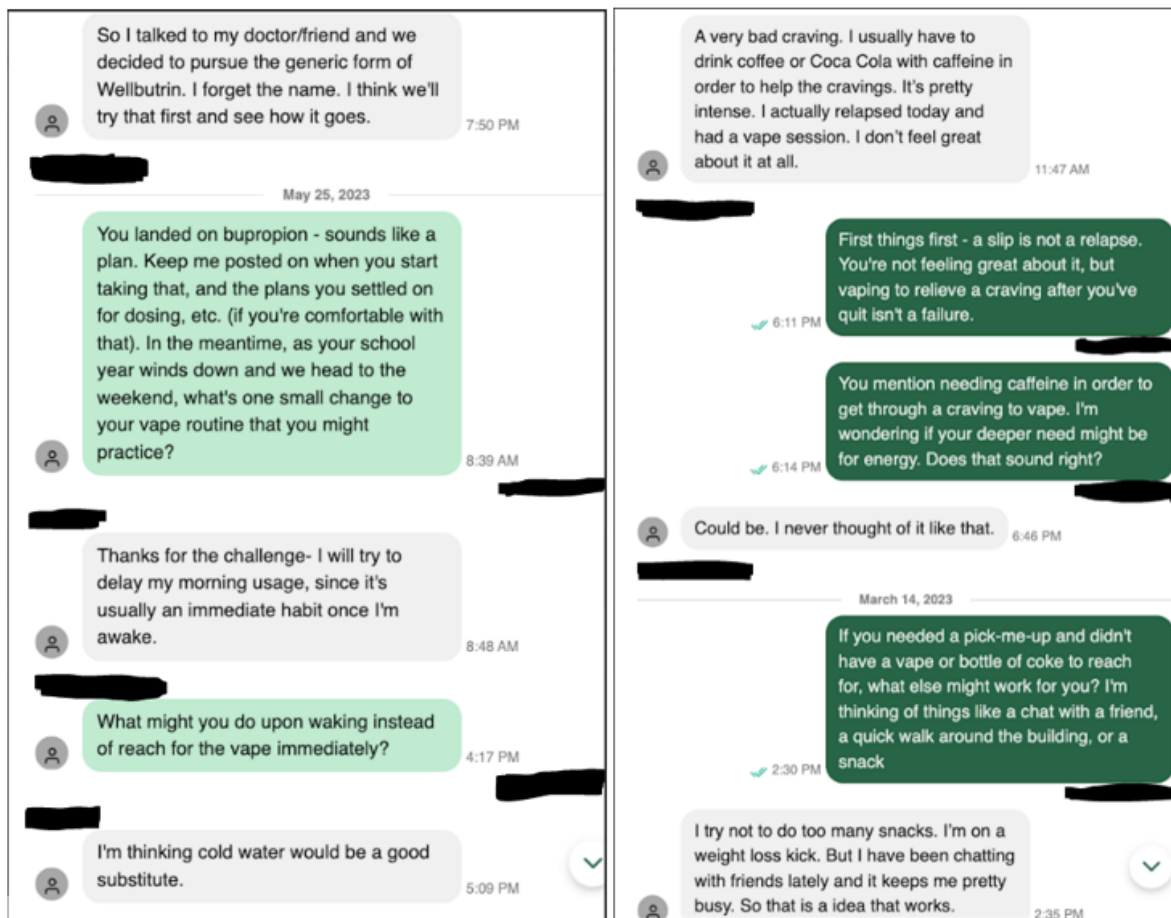 So I talked to my doctor/friend and we
decided to pursue the generic form of
Wellbutrin. I forget the name. I think we'll
try that first and see how it goes.
7:50 PM
May 25, 2023
You landed on bupropion - sounds like a
plan. Keep me posted on when you start
taking that, and the plans you settled on
for dosing, etc. (if you're comfortable with
that). In the meantime, as your school
year winds down and we head to the
weekend, what's one small change to
your vape routine that you might
practice?
8:39 AM
Thanks for the challenge- I will try to
delay my morning usage, since it's
usually an immediate habit once I'm
awake.
8:48 AM
What might you do upon waking instead
of reach for the vape immediately?
4:17 PM
I'm thinking cold water would be a good
substitute.
5:09 PM
A very bad craving. I usually have to
drink coffee or Coca Cola with caffeine in
order to help the cravings. It's pretty
intense. I actually relapsed today and
had a vape session. I don't feel great
about it at all.
11:47 AM
First things first - a slip is not a relapse.
You're not feeling great about it, but
vaping to relieve a craving after you've
quit isn't a failure.
6:11 PM
You mention needing caffeine in order to
get through a craving to vape. I'm
wondering if your deeper need might be
for energy. Does that sound right?
6:14 PM
Could be. I never thought of it like that.
6:46 PM
March 14, 2023
If you needed a pick-me-up and didn't
have a vape or bottle of coke to reach
for, what else might work for you? I'm
thinking of things like a chat with a friend,
a quick walk around the building, or a
snack
2:30 PM
I try not to do too many snacks. I'm on a
weight loss kick. But I have been chatting
with friends lately and it keeps me pretty
busy. So that is a idea that works.
2:35 PM